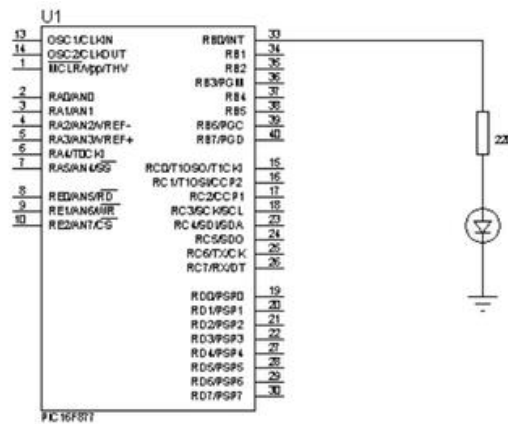 U1
13 OSC1/CLKIN RB0/INT 33
14 OSC2/CLKOUT RB1 34
1 MCLR/Vpp/THV RB2 35
RB3/PGM 36
2 RA0/AN0 RB4 37
3 RA1/AN1 RB5 38
4 RA2/AN2/VREF- RB6/PGC 39
5 RA3/AN3/VREF+ RB7/PGD 40
6 RA4/T0CKI
7 RA5/AN4/SS RC0/T1OSO/T1CKI 15
RC1/T1OSI/CCP2 16
8 RE0/AN5/RD RC2/CCP1 17
9 RE1/AN6/WR RC3/SCK/SCL 18
10 RE2/AN7/CS RC4/SDI/SDA 23
RC5/SDO 24
RC6/TX/CK 25
RC7/RX/DT 26
RD0/PSP0 19
RD1/PSP1 20
RD2/PSP2 21
RD3/PSP3 22
RD4/PSP4 27
RD5/PSP5 28
RD6/PSP6 29
RD7/PSP7 30
PIC16F877